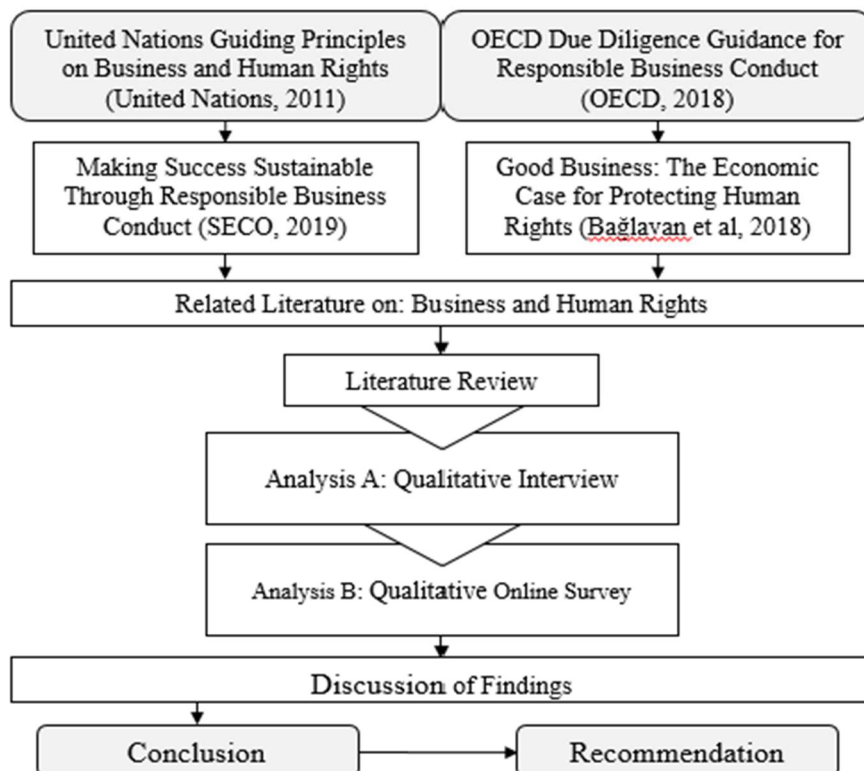 United Nations Guiding Principles
on Business and Human Rights
(United Nations, 2011)
OECD Due Diligence Guidance for
Responsible Business Conduct
(OECD, 2018)
Making Success Sustainable
Through Responsible Business
Conduct (SECO, 2019)
Good Business: The Economic
Case for Protecting Human
Rights (Bağlayan et al, 2018)
Related Literature on: Business and Human Rights
Literature Review
Analysis A: Qualitative Interview
Analysis B: Qualitative Online Survey
Discussion of Findings
Conclusion
Recommendation